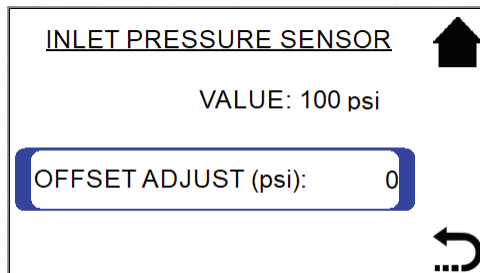 INLET PRESSURE SENSOR
VALUE: 100 psi
OFFSET ADJUST (psi): 0